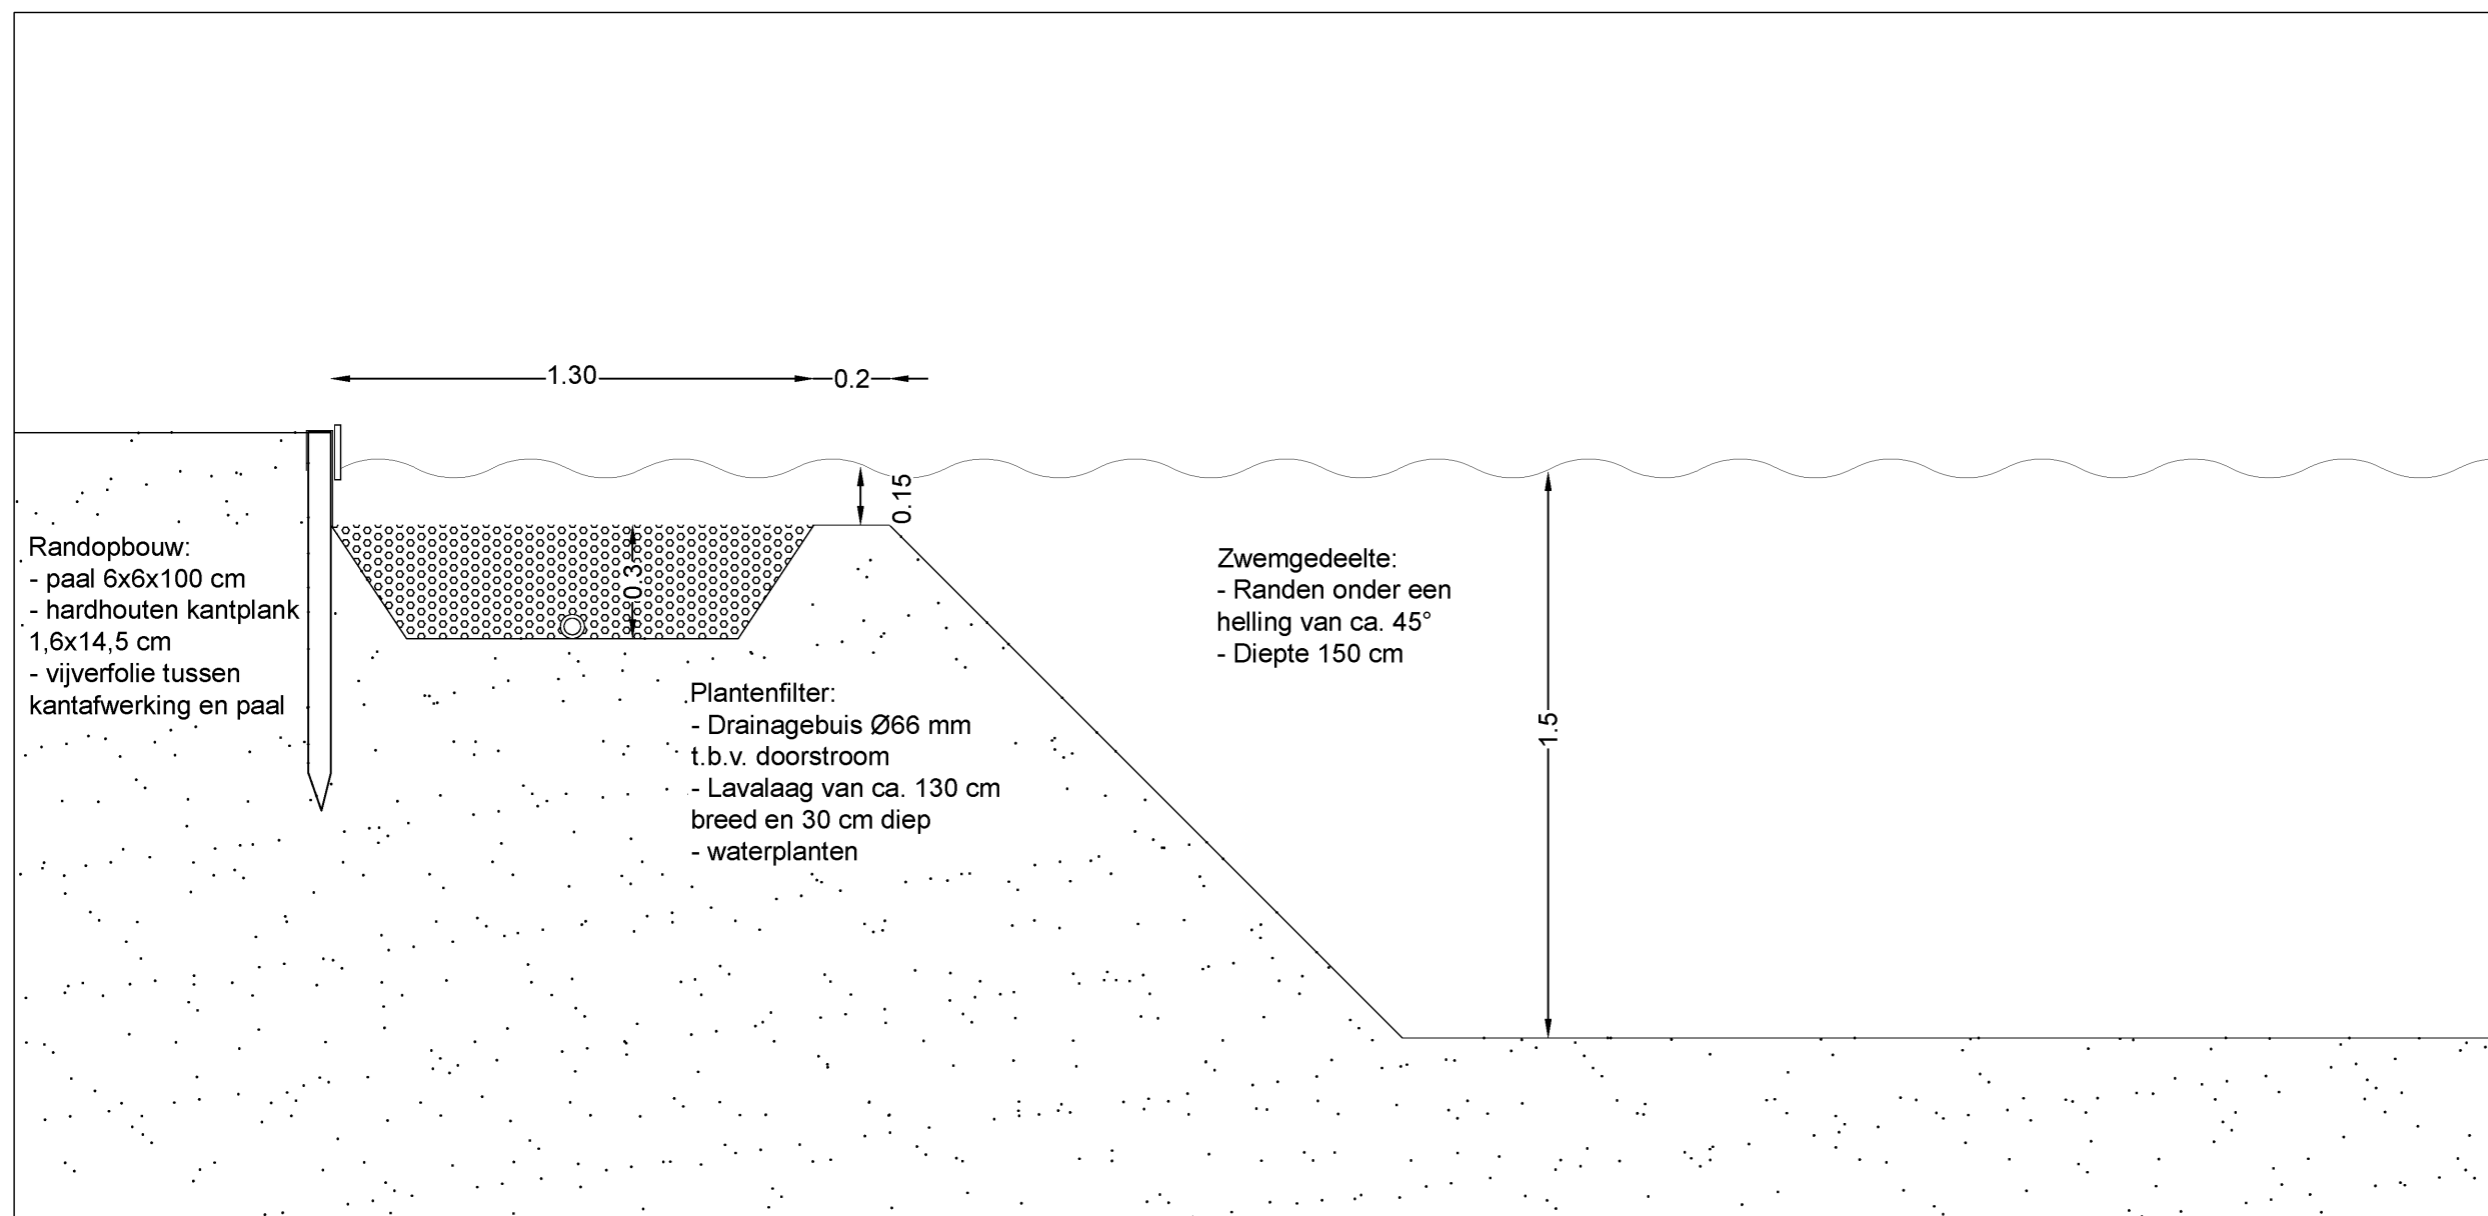 1.30
0.2
0.15
Randopbouw:
- paal 6x6x100 cm
- hardhouten kantplank
1,6x14,5 cm
- vijverfolie tussen
kantafwerking en paal
0.3
Plantenfilter:
- Drainagebuis Ø66 mm
t.b.v. doorstroom
- Lavalaag van ca. 130 cm
breed en 30 cm diep
- waterplanten
Zwemgedeelte:
- Randen onder een
helling van ca. 45°
- Diepte 150 cm
1.5